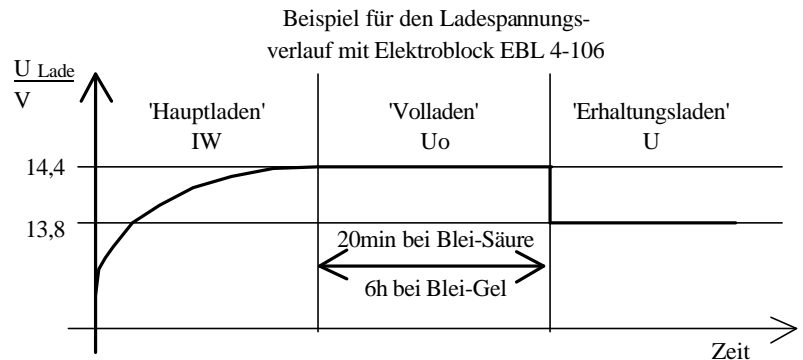 Beispiel für den Ladespannungs-
verlauf mit Elektroblock EBL 4-106
U Lade
V
'Hauptladen'
IW
'Volladen'
Uo
'Erhaltungsladen'
U
14,4
13,8
20min bei Blei-Säure
6h bei Blei-Gel
Zeit